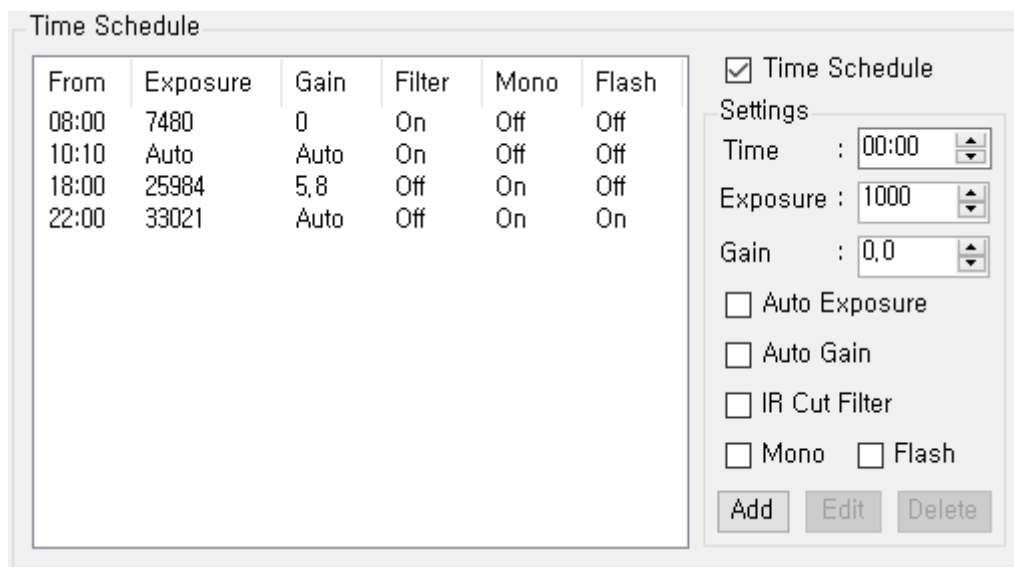 Time Schedule
From Exposure Gain Filter Mono Flash
08:00 7480 0 On Off Off
10:10 Auto Auto On Off Off
18:00 25984 5,8 Off On Off
22:00 33021 Auto Off On On
Time Schedule
Settings
Time : 00:00
Exposure : 1000
Gain : 0,0
Auto Exposure
Auto Gain
IR Cut Filter
Mono Flash
Add Edit Delete